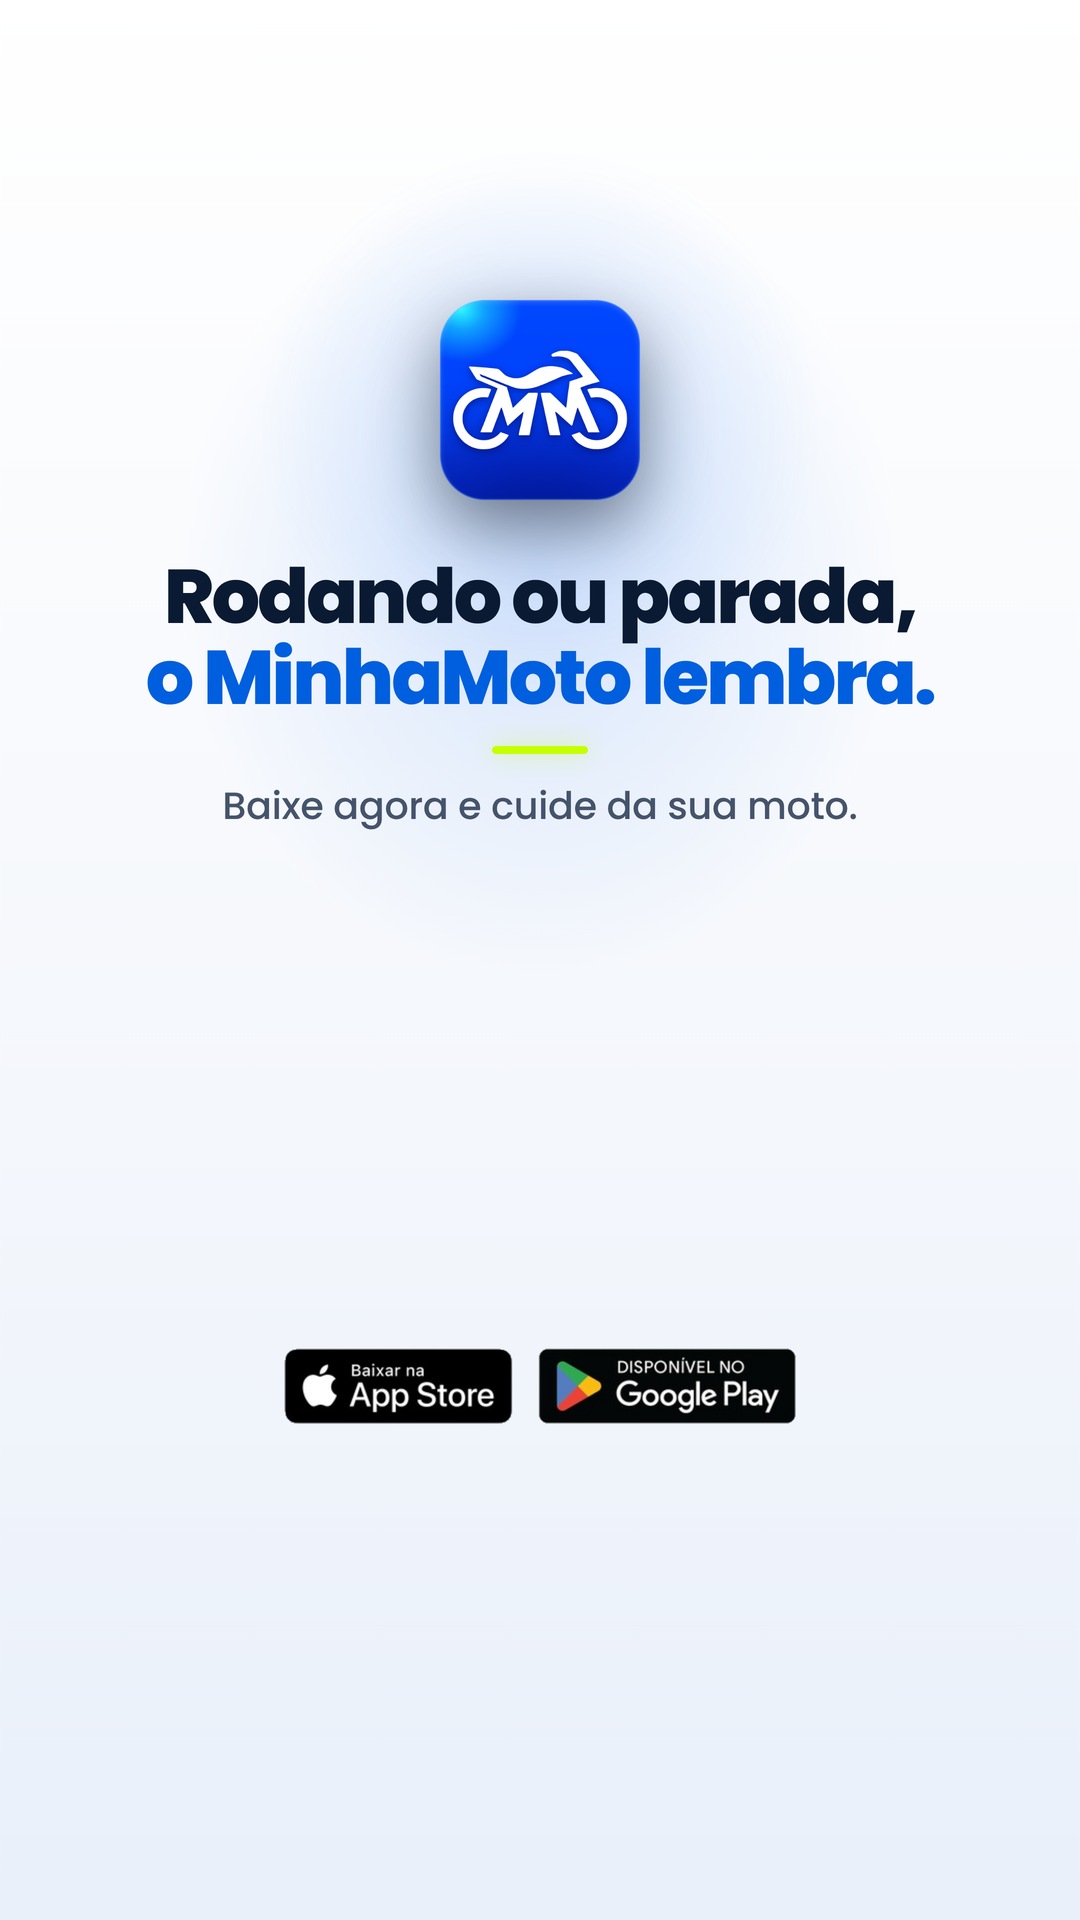 MM
Rodando ou parada,
o MinhaMoto lembra.
Baixe agora e cuide da sua moto.
Baixar na
App Store
DISPONÍVEL NO
Google Play